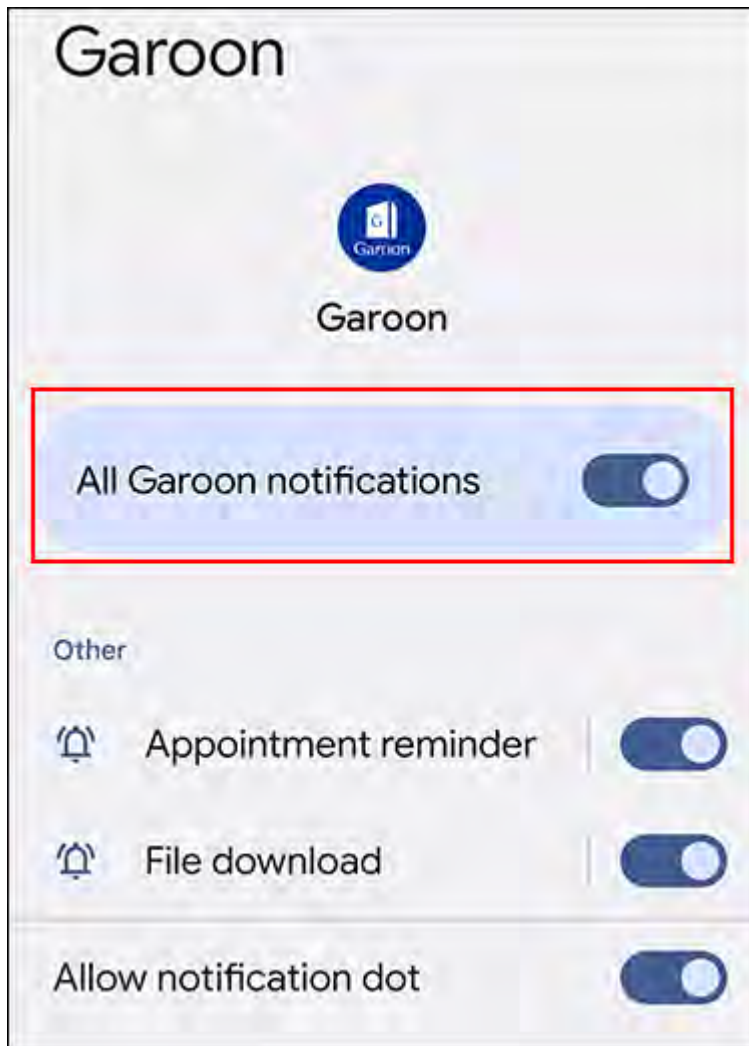 Garoon
G
Garoon
Garoon
All Garoon notifications
Other
Appointment reminder
File download
Allow notification dot